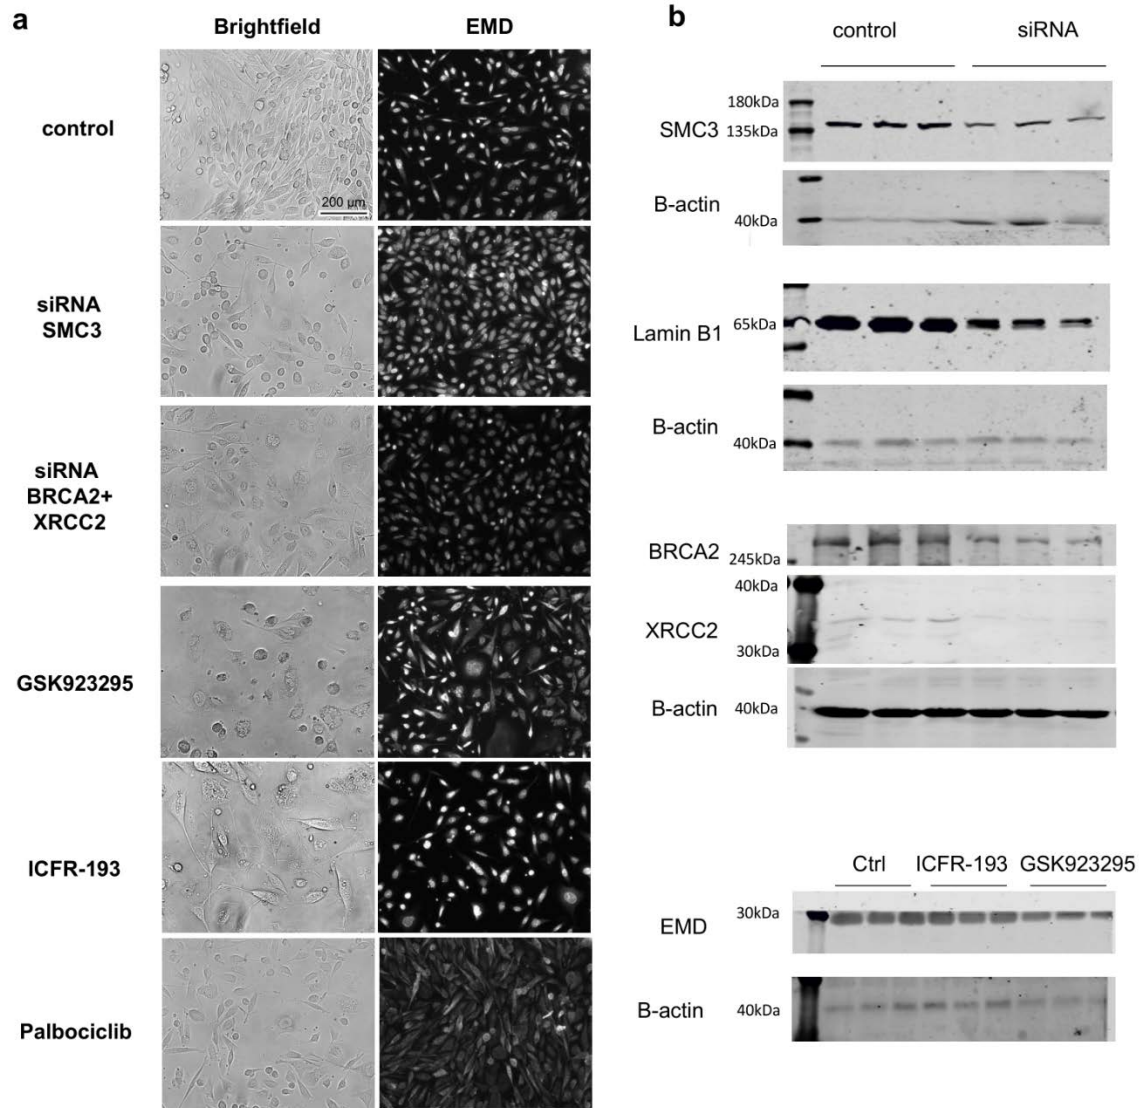 a
Brightfield EMD
control
200 µm
siRNA
SMC3
siRNA
BRCA2+
XRCC2
GSK923295
ICFR-193
Palbociclib
b
control siRNA
180kDa
SMC3
135kDa
B-actin
40kDa
Lamin B1 65kDa
B-actin
40kDa
BRCA2
245kDa
40kDa
XRCC2
30kDa
B-actin 40kDa
Ctrl ICFR-193 GSK923295
30kDa
EMD
B-actin 40kDa